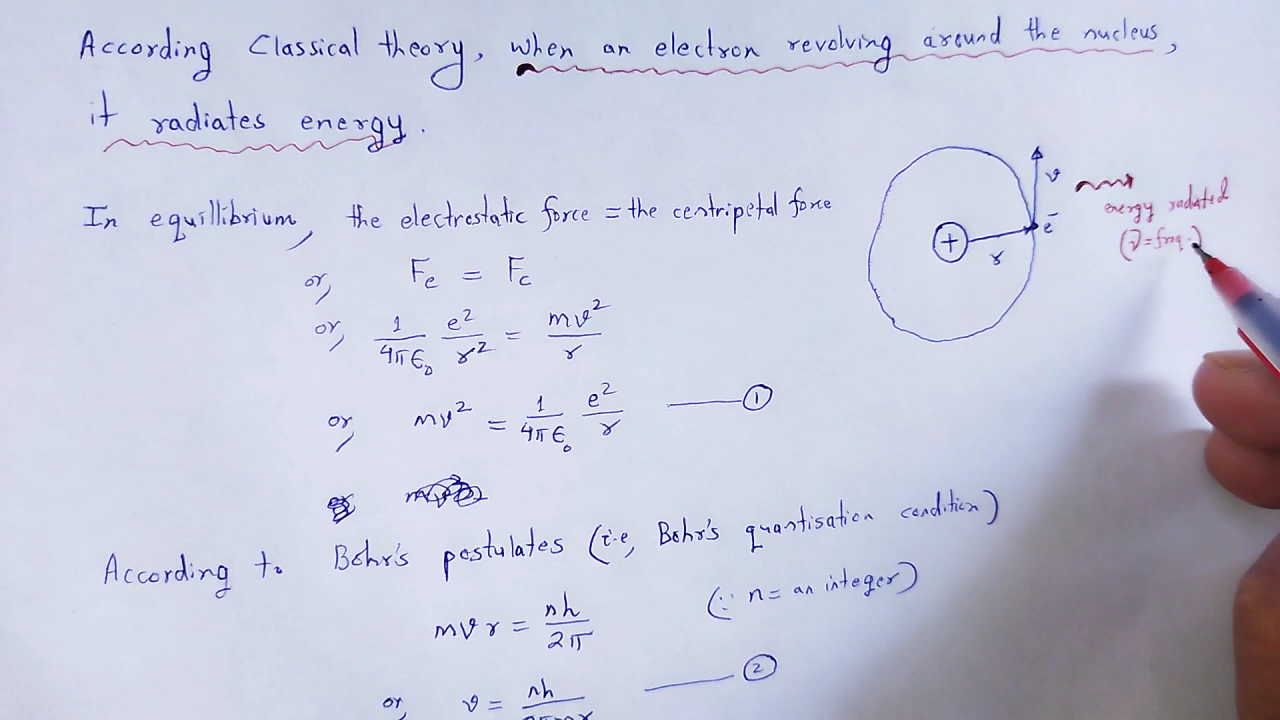 According Classical theory, when an electron revolving around the nucleus,
it radiates energy.
In equillibrium, the electrostatic force = the centripetal force
or, Fe = Fc
or, 1/4πϵ₀ e²/r² = mv²/r
or, mv² = 1/4πϵ₀ e²/r ——— ①
According to Bohr's postulates (i.e, Bohr's quantisation condition)
mvr = nh/2π (∵ n = an integer)
or, v = nh/2πmr ——— ②
+
r
v
e⁻
energy radiated
(ν = freq.)